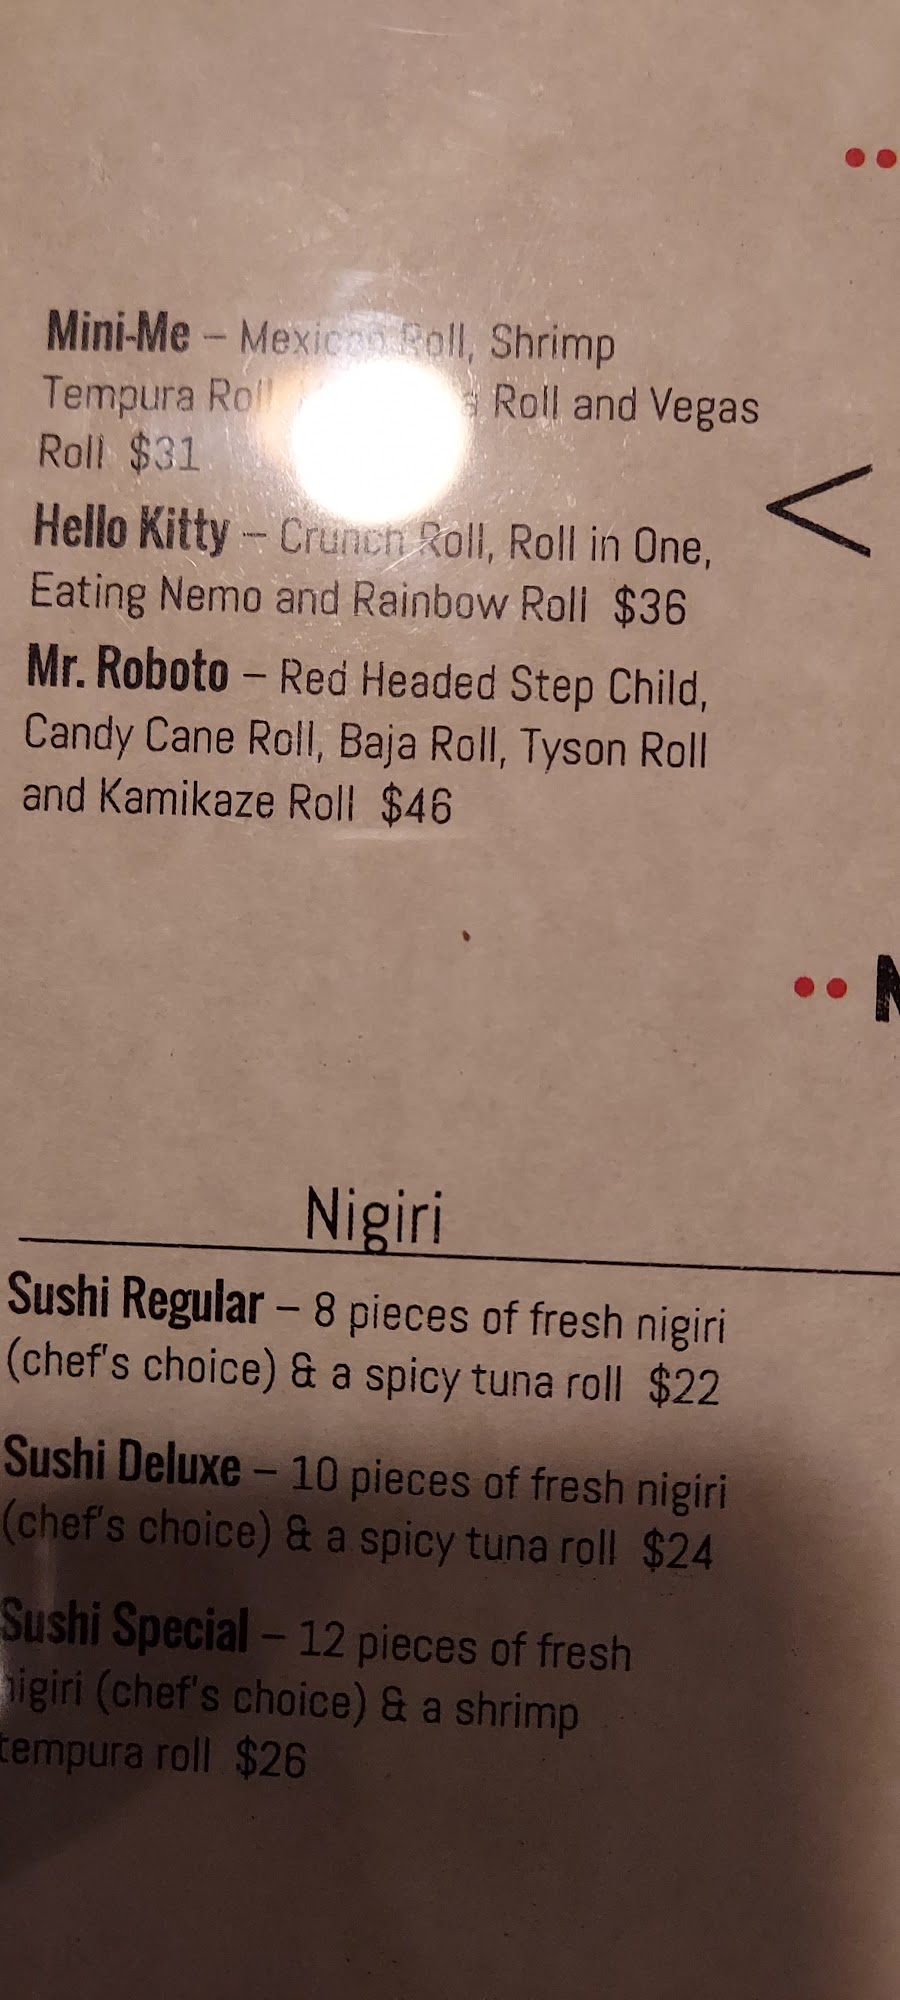 Mini-Me – Mexican Roll, Shrimp
Tempura Roll Roll and Vegas
Roll $31
Hello Kitty – Crunch Roll, Roll in One,
Eating Nemo and Rainbow Roll $36
<
Mr. Roboto – Red Headed Step Child,
Candy Cane Roll, Baja Roll, Tyson Roll
and Kamikaze Roll $46
Nigiri
Sushi Regular – 8 pieces of fresh nigiri
(chef's choice) & a spicy tuna roll $22
Sushi Deluxe – 10 pieces of fresh nigiri
(chef's choice) & a spicy tuna roll $24
Sushi Special – 12 pieces of fresh
nigiri (chef's choice) & a shrimp
tempura roll $26